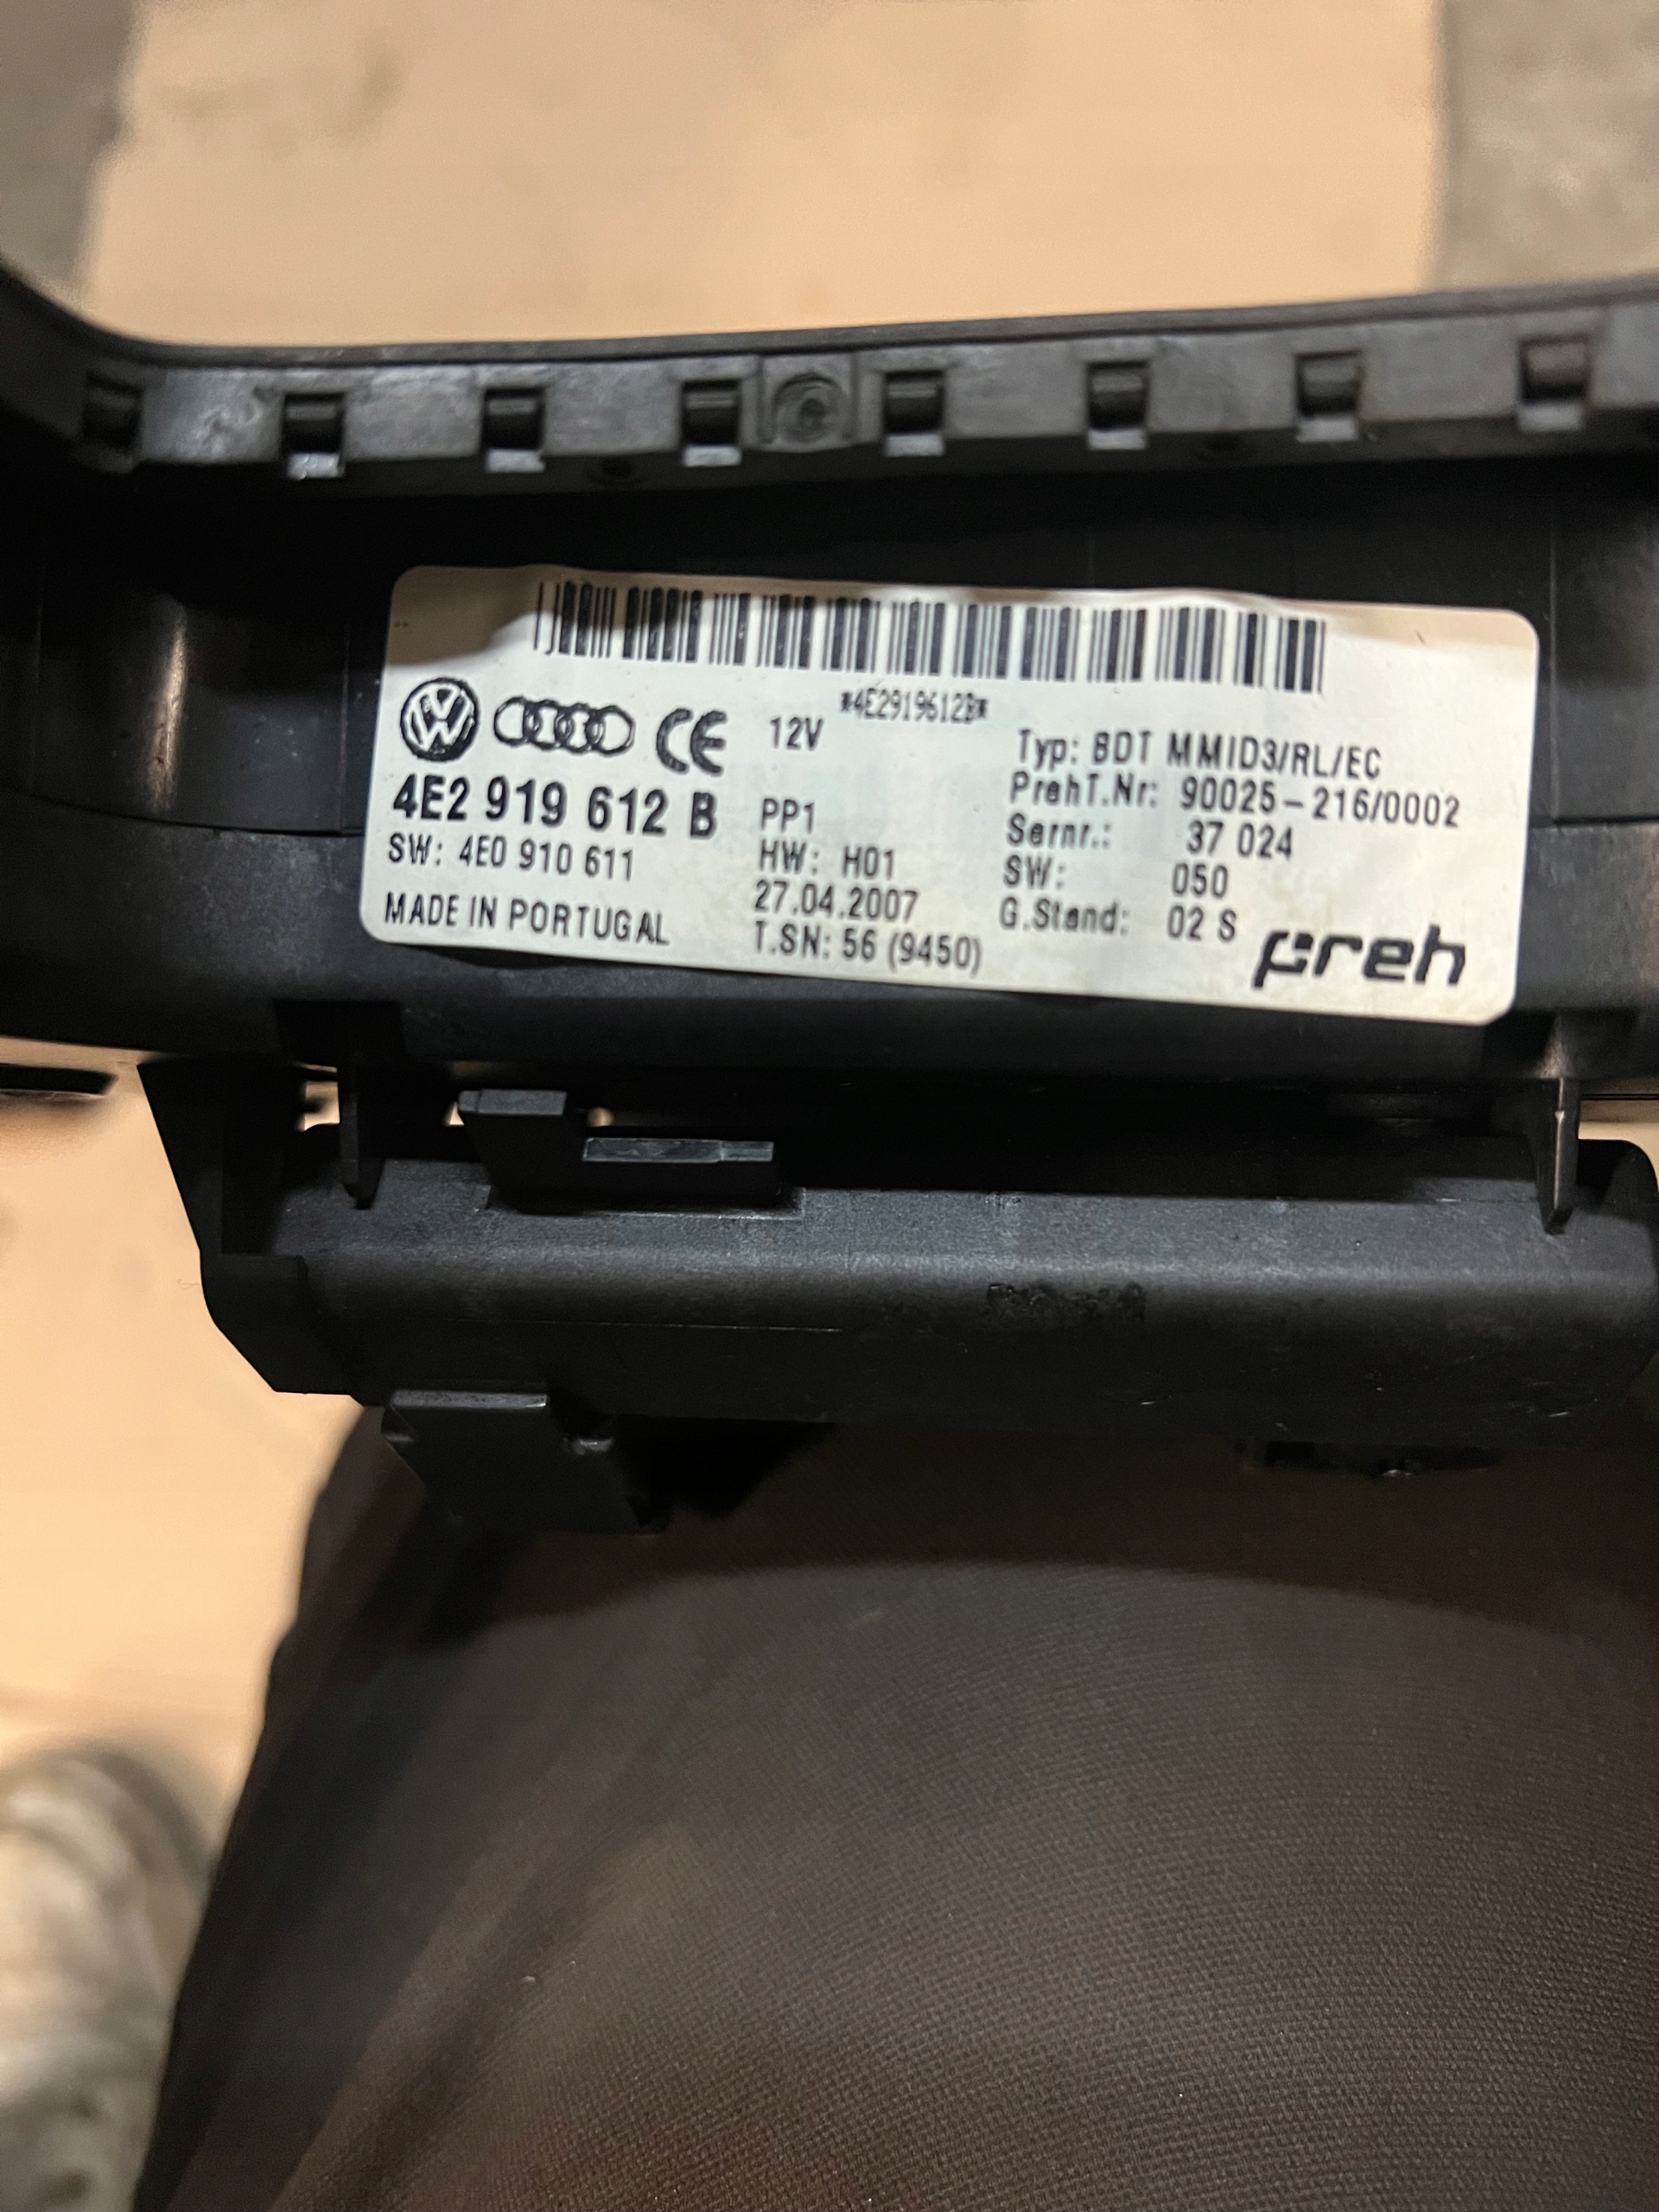 *4E2919612B*
12V
4E2 919 612 B
SW: 4E0 910 611
MADE IN PORTUGAL
PP1
HW: H01
27.04.2007
T.SN: 56 (9450)
Typ: BDT MMID3/RL/EC
PrehT.Nr: 90025-216/0002
Sernr.: 37 024
SW: 050
G.Stand: 02 S
preh